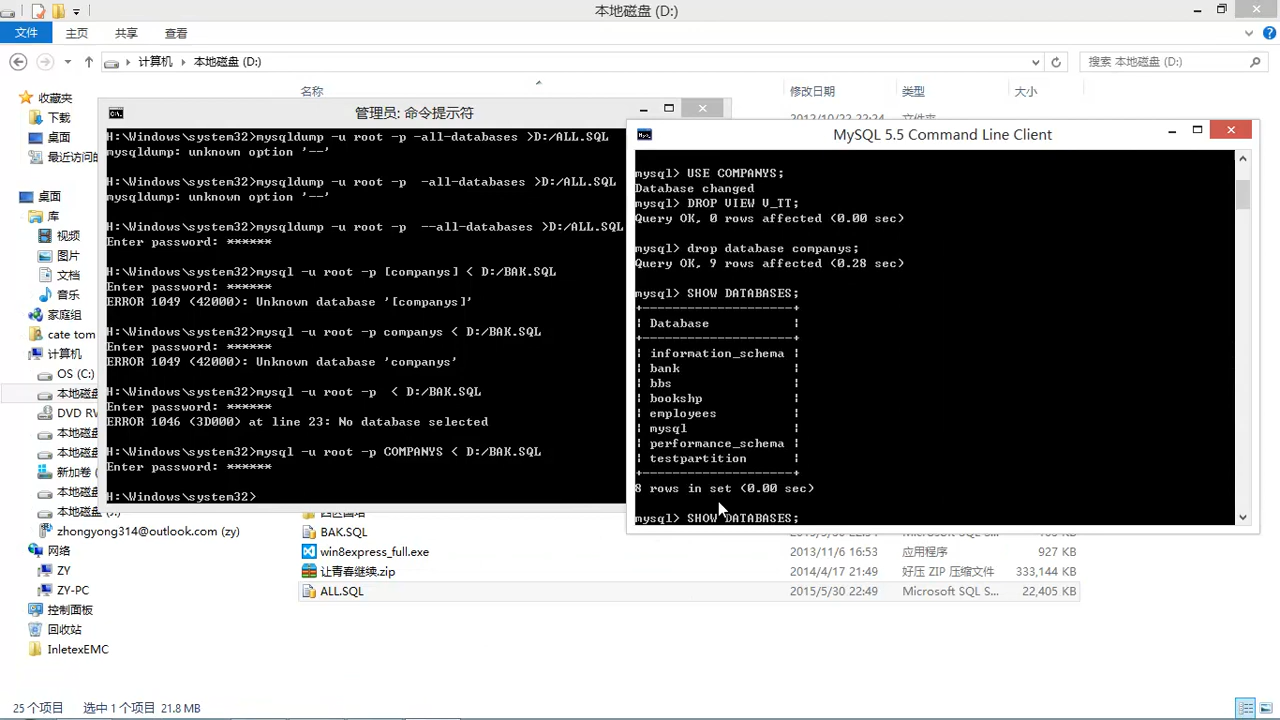 本地磁盘 (D:)
文件 主页 共享 查看
计算机 本地磁盘 (D:)
搜索 本地磁盘 (D:)
名称 修改日期 类型 大小
收藏夹
下载
桌面
最近访问的
桌面
库
视频
图片
文档
音乐
家庭组
cate tom
计算机
OS (C:)
本地磁盘
DVD RW
本地磁盘
本地磁盘
新加卷
本地磁盘
本地磁盘
zhongyong314@outlook.com (zy)
网络
ZY
ZY-PC
控制面板
回收站
InletexEMC
管理员: 命令提示符
H:\Windows\system32>mysqldump -u root -p -all-databases >D:/ALL.SQL
mysqldump: unknown option '--'
H:\Windows\system32>mysqldump -u root -p  -all-databases >D:/ALL.SQL
mysqldump: unknown option '--'
H:\Windows\system32>mysqldump -u root -p  --all-databases >D:/ALL.SQL
Enter password: ******
H:\Windows\system32>mysql -u root -p [companys] < D:/BAK.SQL
Enter password: ******
ERROR 1049 (42000): Unknown database '[companys]'
H:\Windows\system32>mysql -u root -p companys < D:/BAK.SQL
Enter password: ******
ERROR 1049 (42000): Unknown database 'companys'
H:\Windows\system32>mysql -u root -p  < D:/BAK.SQL
Enter password: ******
ERROR 1046 (3D000) at line 23: No database selected
H:\Windows\system32>mysql -u root -p COMPANYS < D:/BAK.SQL
Enter password: ******
H:\Windows\system32>
MySQL 5.5 Command Line Client
mysql> USE COMPANYS;
Database changed
mysql> DROP VIEW V_TT;
Query OK, 0 rows affected (0.00 sec)
mysql> drop database companys;
Query OK, 9 rows affected (0.28 sec)
mysql> SHOW DATABASES;
+--------------------+
| Database           |
+--------------------+
| information_schema |
| bank               |
| bbs                |
| bookshp            |
| employees          |
| mysql              |
| performance_schema |
| testpartition      |
+--------------------+
8 rows in set (0.00 sec)
mysql> SHOW DATABASES;
BAK.SQL
win8express_full.exe 2013/11/6 16:53 应用程序 927 KB
让青春继续.zip 2014/4/17 21:49 好压 ZIP 压缩文件 333,144 KB
ALL.SQL 2015/5/30 22:49 Microsoft SQL S... 22,405 KB
25 个项目 选中 1 个项目 21.8 MB